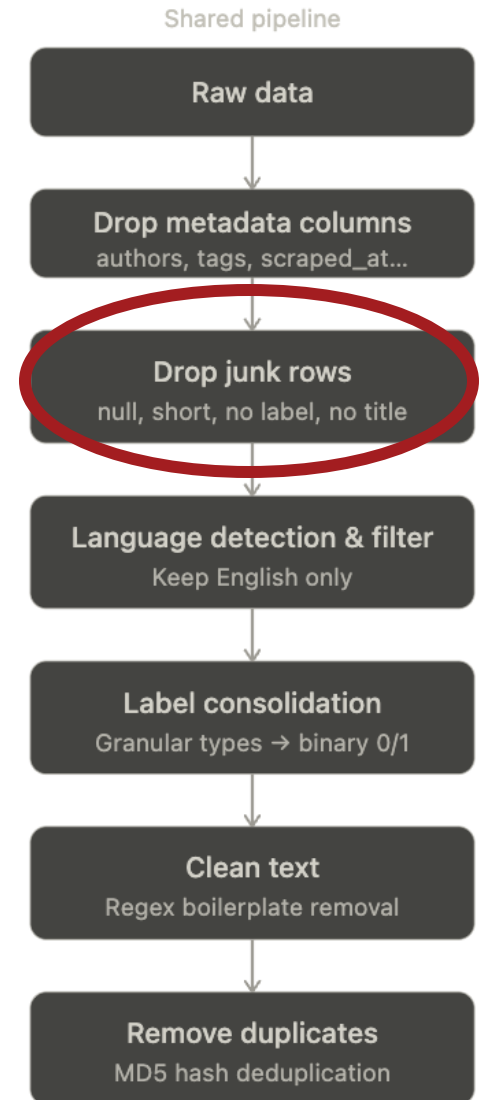 Shared pipeline
Raw data
Drop metadata columns
authors, tags, scraped_at...
Drop junk rows
null, short, no label, no title
Language detection & filter
Keep English only
Label consolidation
Granular types → binary 0/1
Clean text
Regex boilerplate removal
Remove duplicates
MD5 hash deduplication